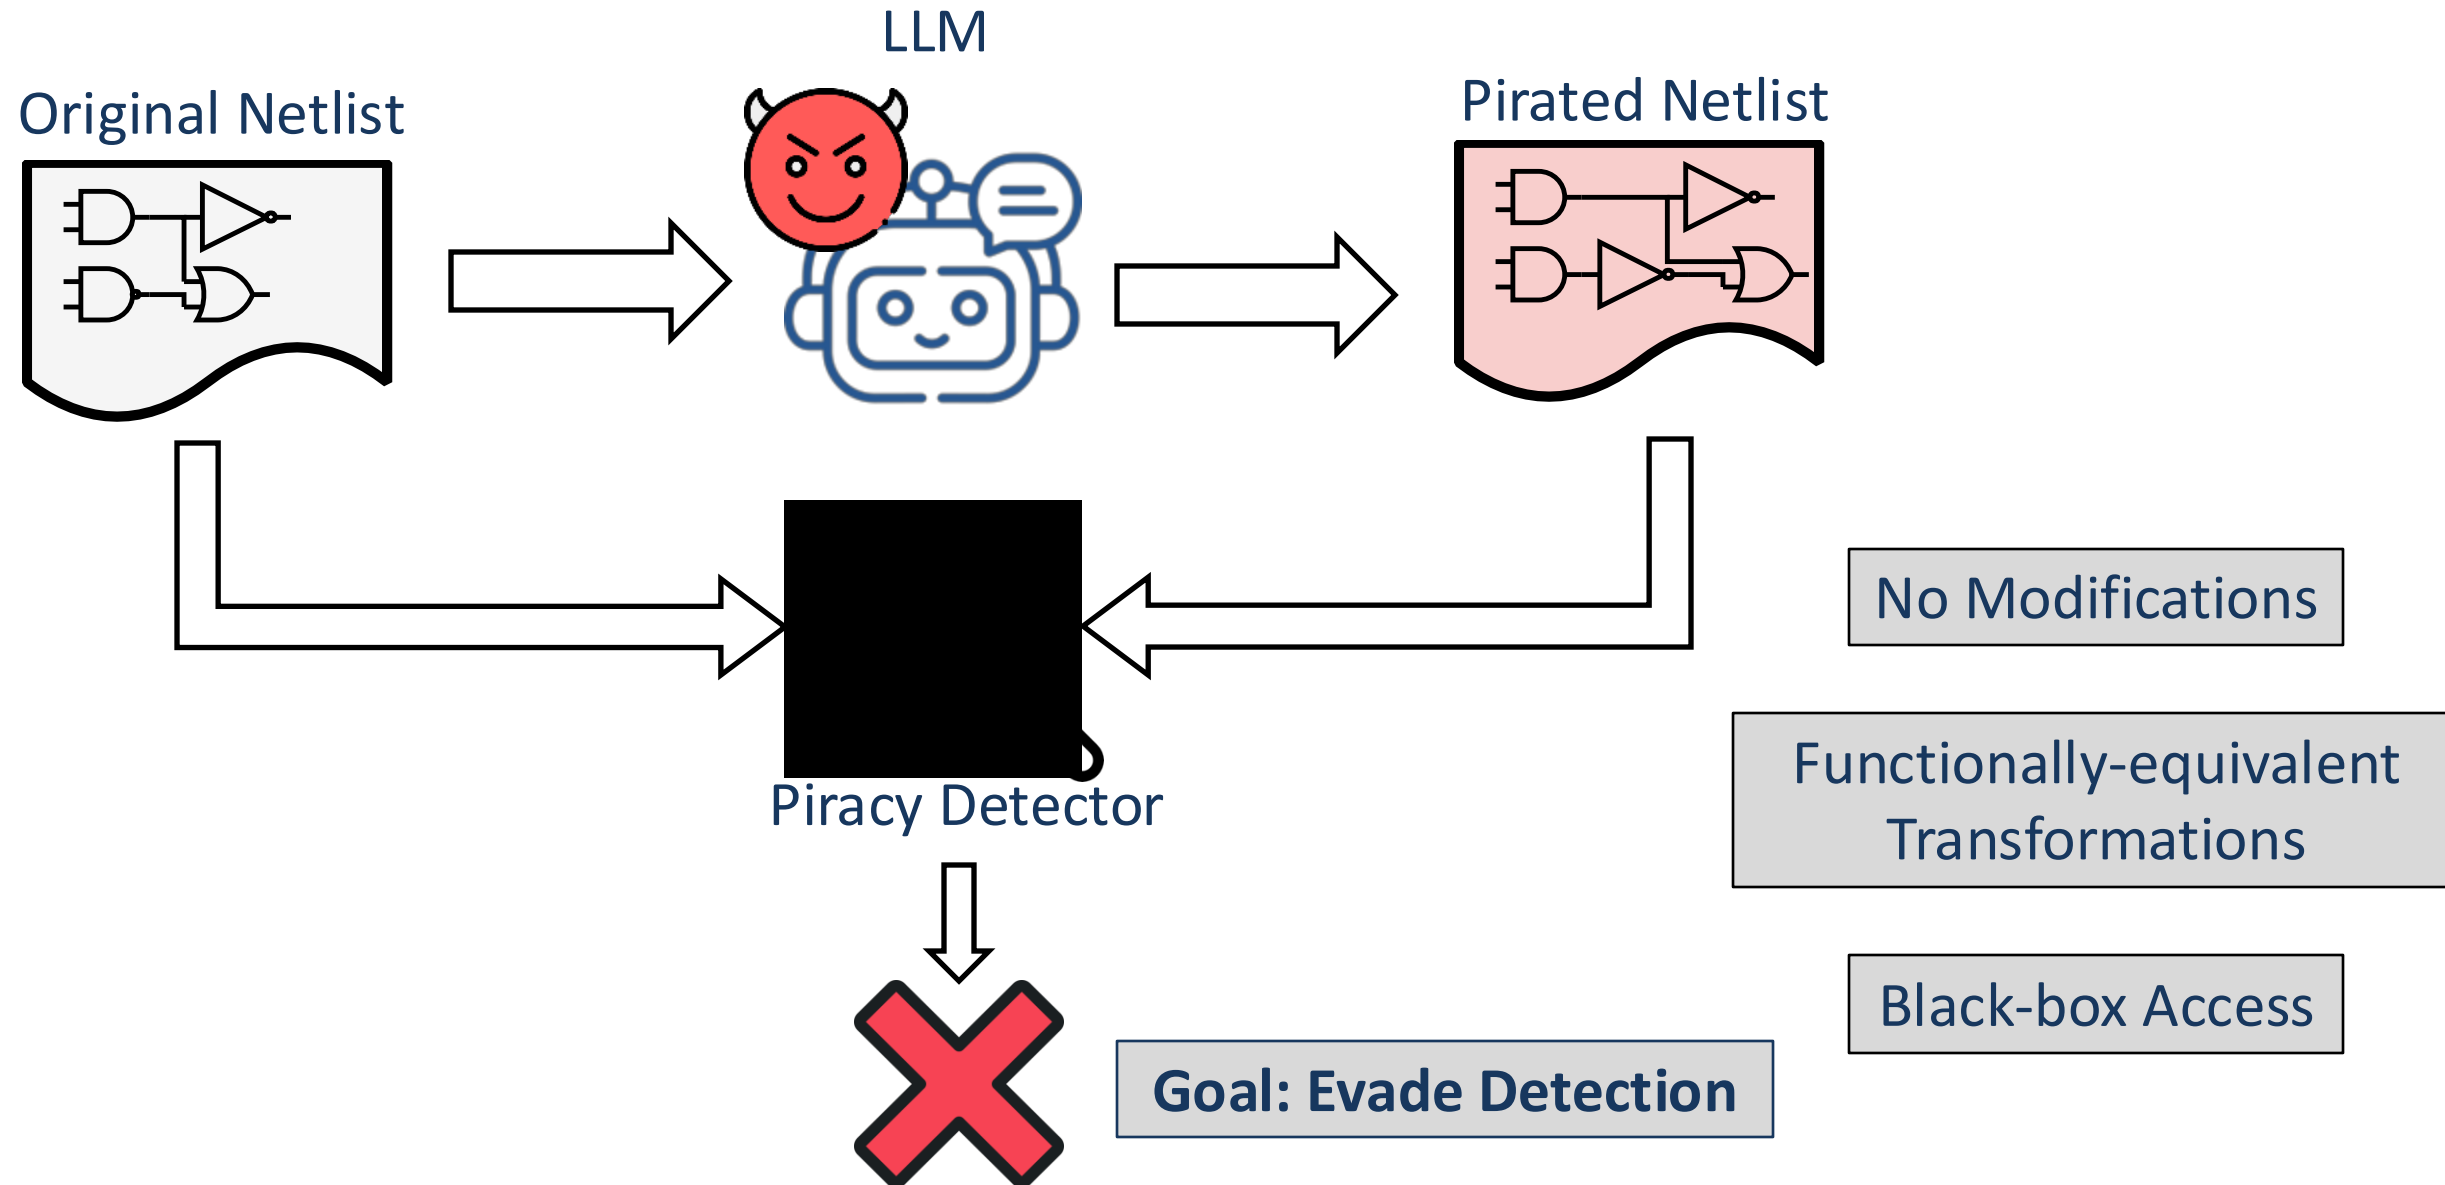 LLM
Original Netlist
Pirated Netlist
No Modifications
Functionally-equivalent
Transformations
Piracy Detector
Black-box Access
Goal: Evade Detection